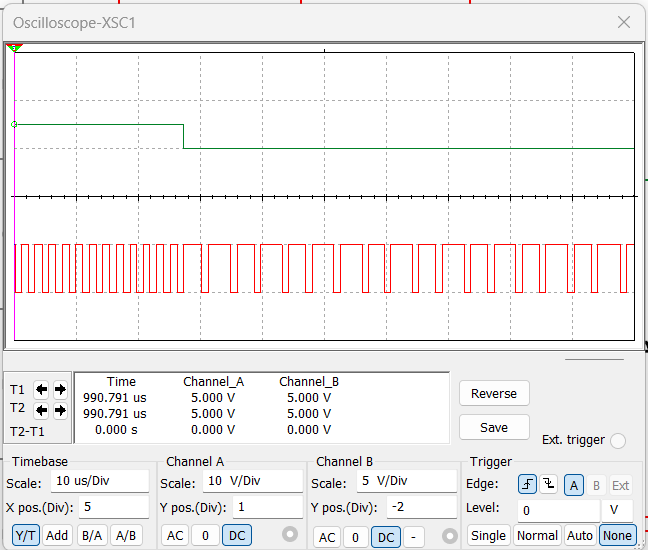 Oscilloscope-XSC1
T1
T2
T2-T1
Time Channel_A Channel_B
990.791 us 5.000 V 5.000 V
990.791 us 5.000 V 5.000 V
0.000 s 0.000 V 0.000 V
Reverse
Save
Ext. trigger
Timebase
Scale: 10 us/Div
X pos.(Div): 5
Y/T Add B/A A/B
Channel A
Scale: 10 V/Div
Y pos.(Div): 1
AC 0 DC
Channel B
Scale: 5 V/Div
Y pos.(Div): -2
AC 0 DC -
Trigger
Edge: A B Ext
Level: 0 V
Single Normal Auto None